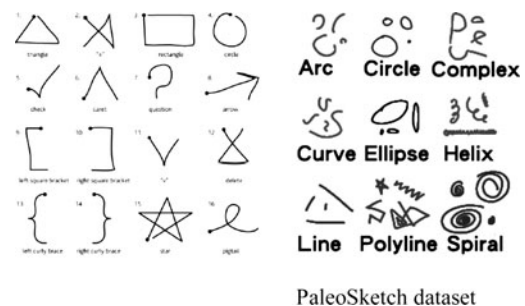 1. 2. 3. 4.
triangle "x" rectangle circle
5. 6. 7. 8.
check caret question arrow
9. 10. 11. 12.
left square bracket right square bracket "v" delete
13. 14. 15. 16.
left curly brace right curly brace star pigtail
Arc Circle Complex
Curve Ellipse Helix
Line Polyline Spiral
PaleoSketch dataset